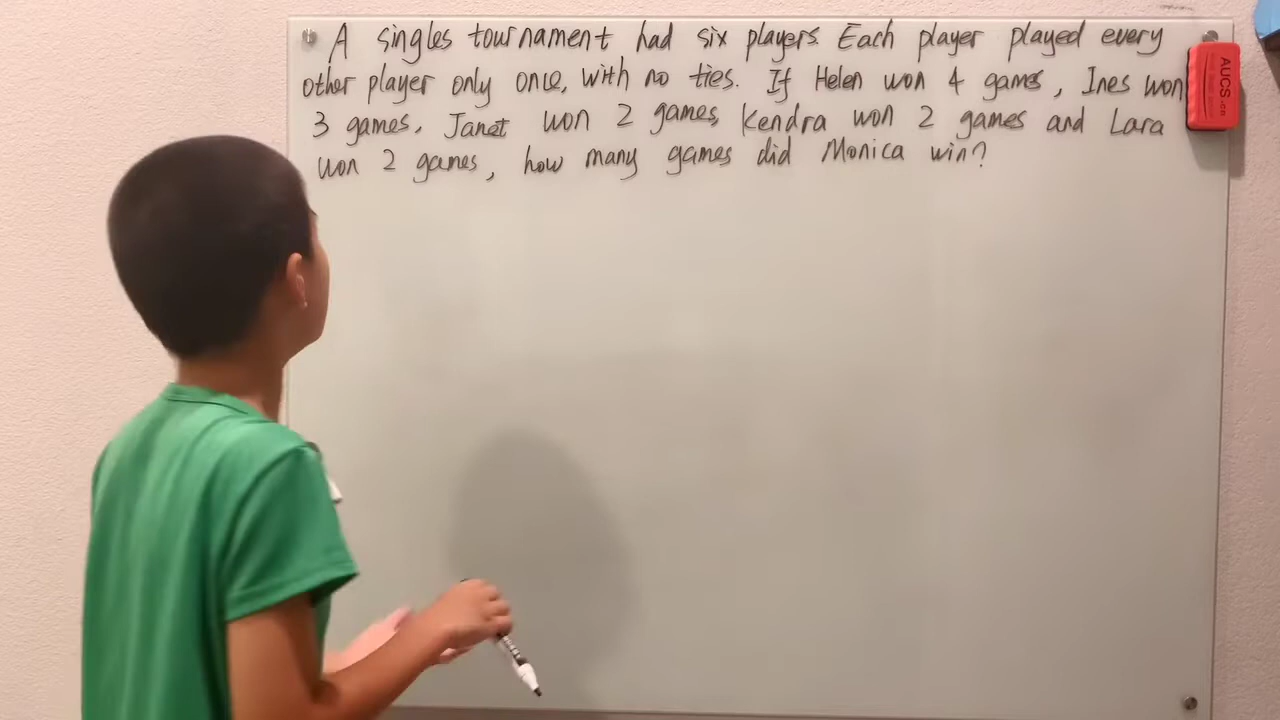 A singles tournament had six players. Each player played every
other player only once, with no ties. If Helen won 4 games, Ines won
3 games, Janet won 2 games, Kendra won 2 games and Lara
won 2 games, how many games did Monica win?
AUCS.cn